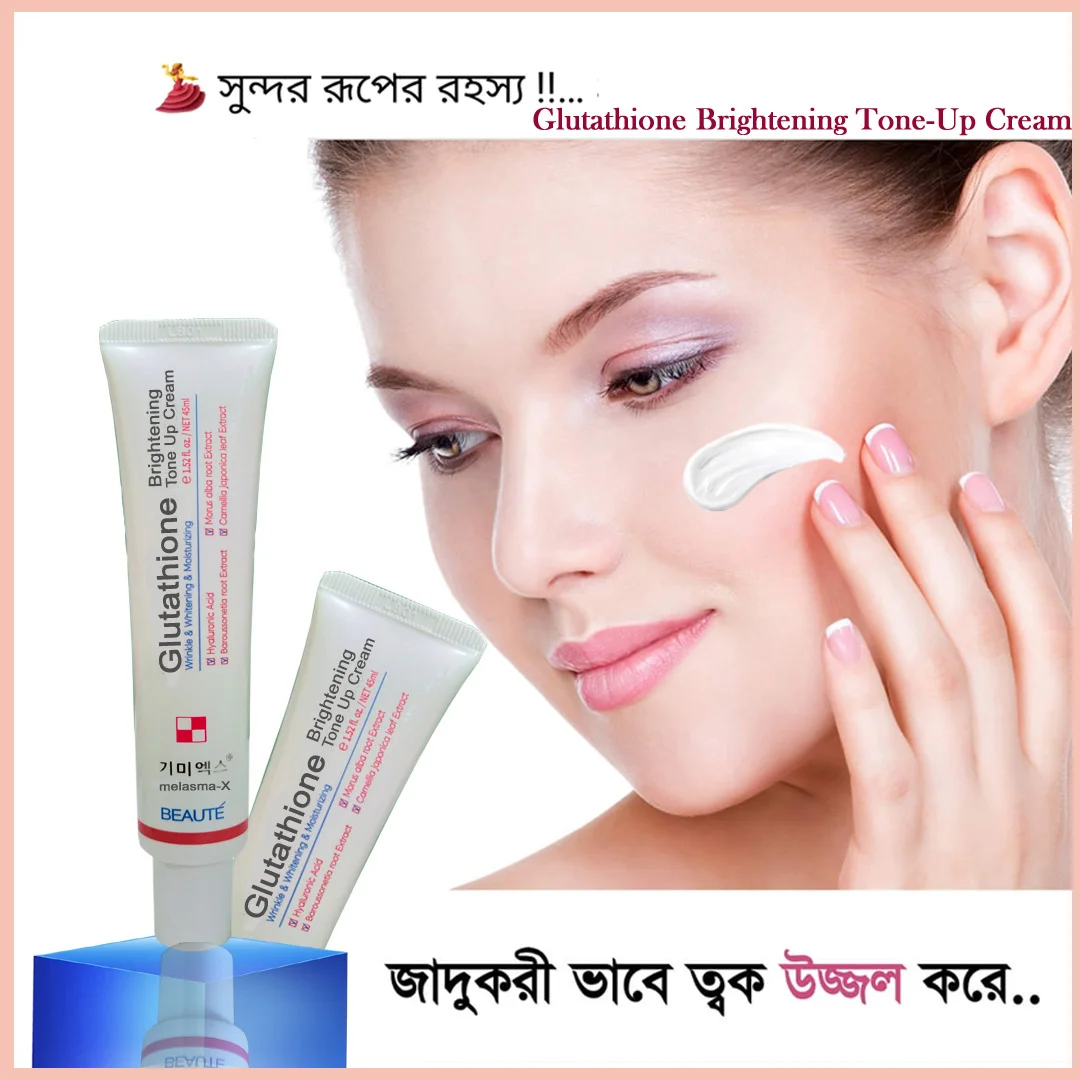 সুন্দর রূপের রহস্য !!...
Glutathione Brightening Tone-Up Cream
Glutathione
Brightening
Tone Up Cream
℮ 1.52 fl. oz. / NET 45ml
Wrinkle & Whitening & Moisturizing
Hyaluronic Acid
Morus alba root Extract
Baroussonetia root Extract
Camellia japonica leaf Extract
기미엑스®
melasma-X
BEAUTÉ
Glutathione
Brightening
Tone Up Cream
℮ 1.52 fl. oz. / NET 45ml
Wrinkle & Whitening & Moisturizing
Hyaluronic Acid
Morus alba root Extract
Baroussonetia root Extract
Camellia japonica leaf Extract
জাদুকরী ভাবে ত্বক উজ্জল করে..
BEAUTÉ